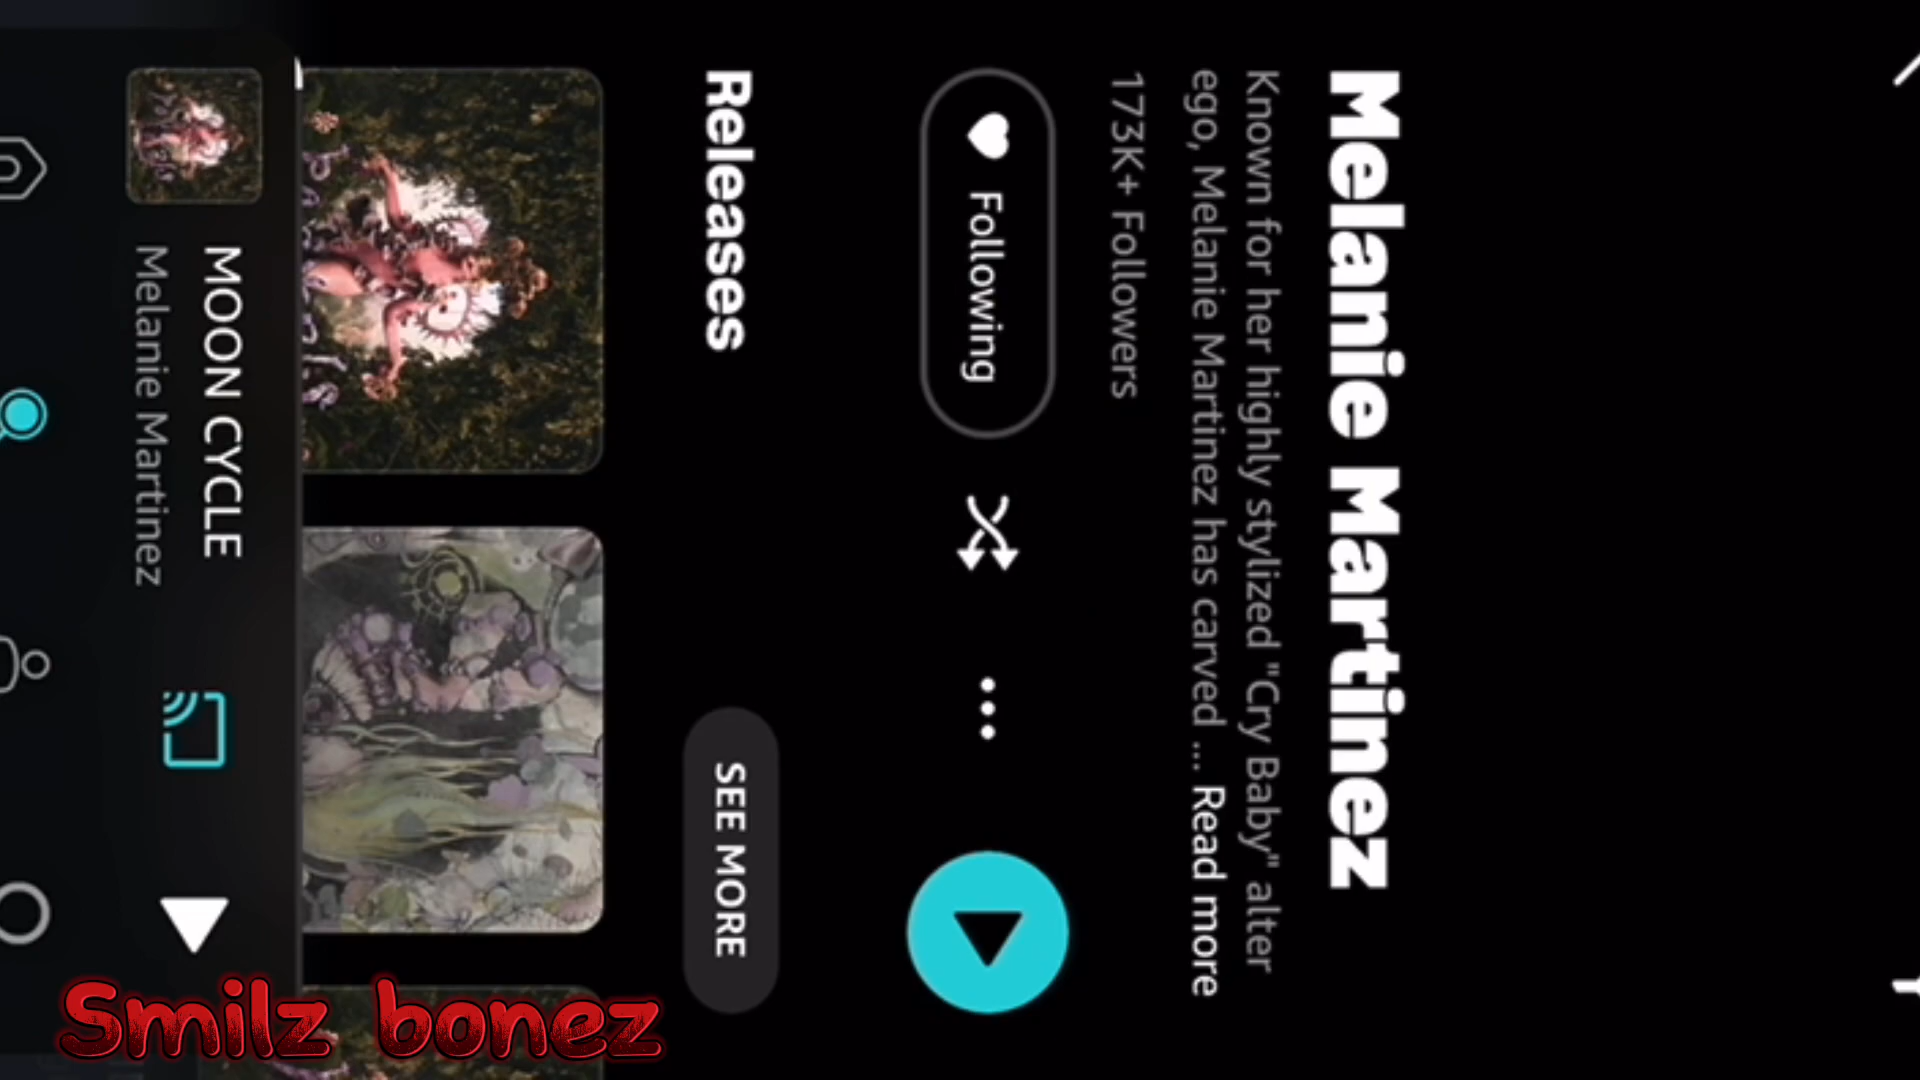 Melanie Martinez
Known for her highly stylized "Cry Baby" alter
ego, Melanie Martinez has carved ... Read more
173K+ Followers
Following
Releases
SEE MORE
MOON CYCLE
Melanie Martinez
Smilz bonez